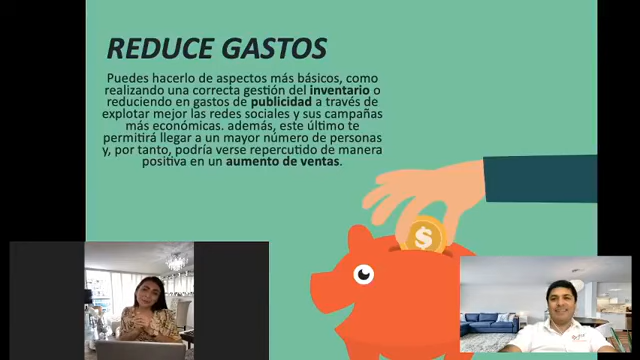 REDUCE GASTOS
Puedes hacerlo de aspectos más básicos, como
realizando una correcta gestión del inventario o
reduciendo en gastos de publicidad a través de
explotar mejor las redes sociales y sus campañas
más económicas. además, este último te
permitirá llegar a un mayor número de personas
y, por tanto, podría verse repercutido de manera
positiva en un aumento de ventas.
$